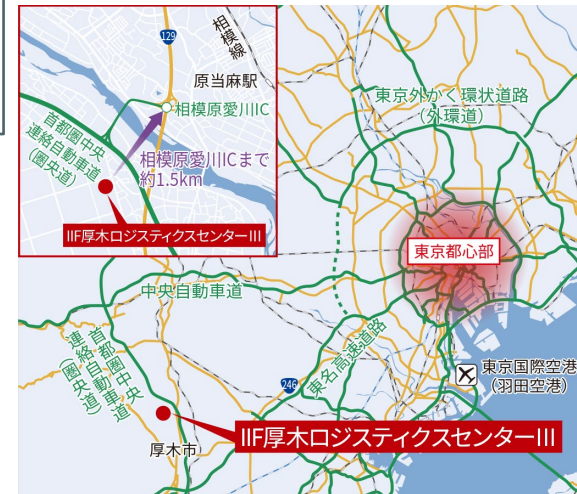 129
相模線
原当麻駅
相模原愛川IC
首都圏中央
連絡自動車道
(圏央道)
相模原愛川ICまで
約1.5km
IIF厚木ロジスティクスセンターIII
東京外かく環状道路
(外環道)
東京都心部
中央自動車道
首都圏中央
連絡自動車道
(圏央道)
246
東名高速道路
東京国際空港
(羽田空港)
IIF厚木ロジスティクスセンターIII
厚木市